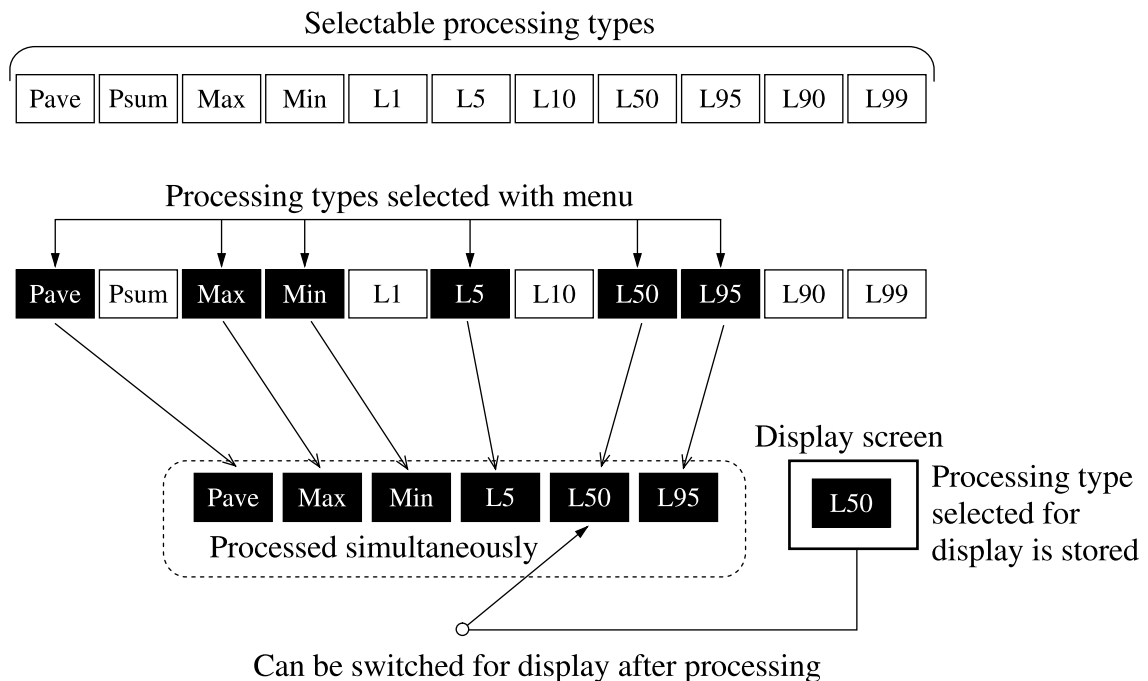 Selectable processing types
Pave Psum Max Min L1 L5 L10 L50 L95 L90 L99
Processing types selected with menu
Pave Psum Max Min L1 L5 L10 L50 L95 L90 L99
Display screen
Pave Max Min L5 L50 L95
Processed simultaneously
L50
Processing type
selected for
display is stored
Can be switched for display after processing